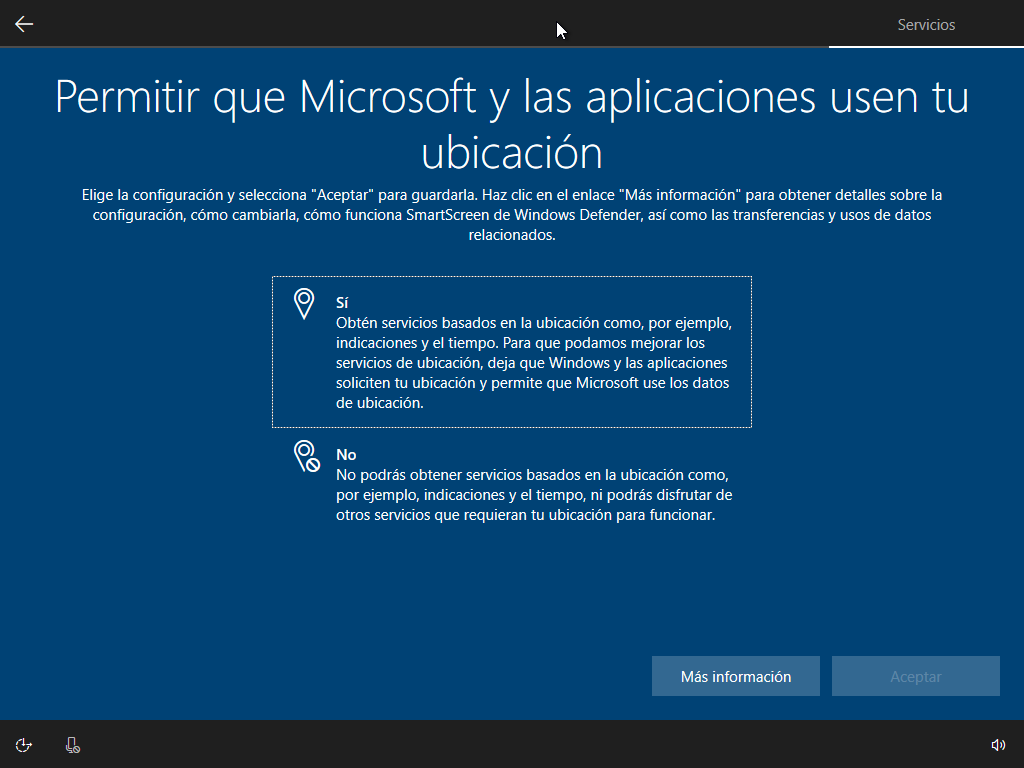 Servicios
Permitir que Microsoft y las aplicaciones usen tu
ubicación
Elige la configuración y selecciona "Aceptar" para guardarla. Haz clic en el enlace "Más información" para obtener detalles sobre la
configuración, cómo cambiarla, cómo funciona SmartScreen de Windows Defender, así como las transferencias y usos de datos
relacionados.
Sí
Obtén servicios basados en la ubicación como, por ejemplo,
indicaciones y el tiempo. Para que podamos mejorar los
servicios de ubicación, deja que Windows y las aplicaciones
soliciten tu ubicación y permite que Microsoft use los datos
de ubicación.
No
No podrás obtener servicios basados en la ubicación como,
por ejemplo, indicaciones y el tiempo, ni podrás disfrutar de
otros servicios que requieran tu ubicación para funcionar.
Más información
Aceptar